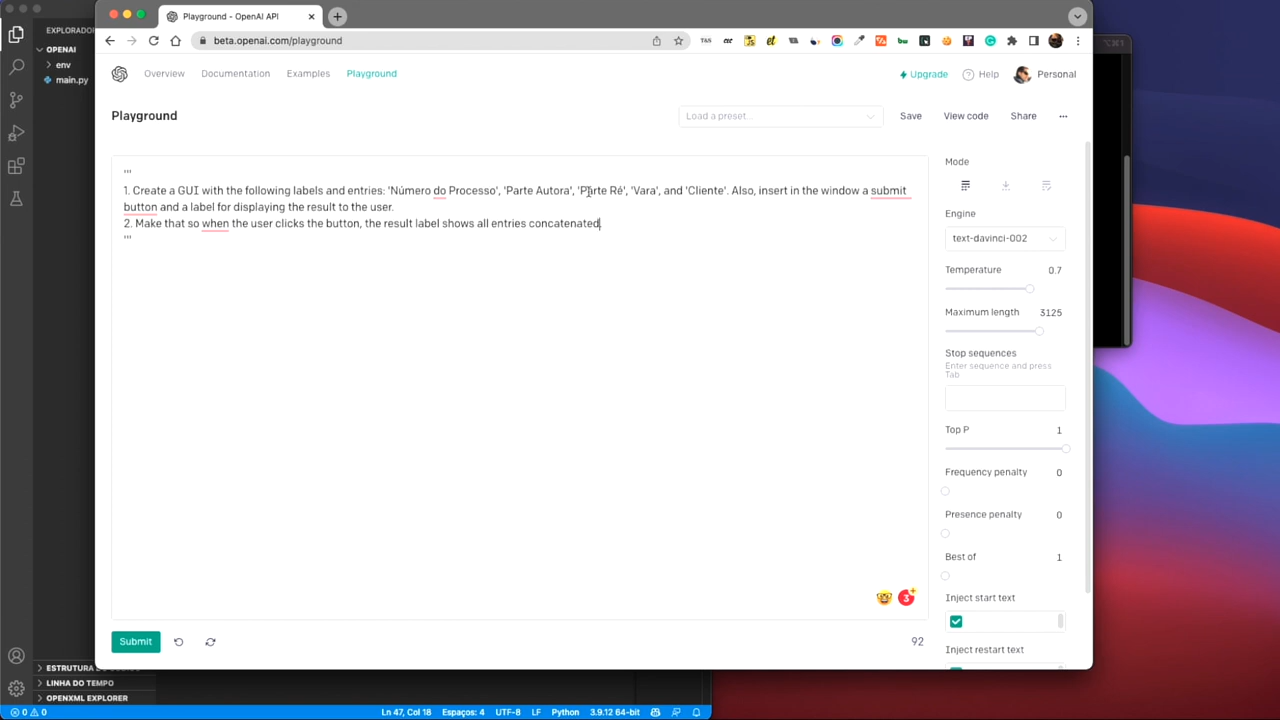 EXPLORADO
OPENAI
env
main.py
Playground - OpenAI API
beta.openai.com/playground
Overview
Documentation
Examples
Playground
Upgrade
Help
Personal
Playground
Load a preset...
Save
View code
Share
'''
1. Create a GUI with the following labels and entries: 'Número do Processo', 'Parte Autora', 'Parte Ré', 'Vara', and 'Cliente'. Also, insert in the window a submit
button and a label for displaying the result to the user.
2. Make that so when the user clicks the button, the result label shows all entries concatenated.
'''
Mode
Engine
text-davinci-002
Temperature 0.7
Maximum length 3125
Stop sequences
Enter sequence and press
Tab
Top P 1
Frequency penalty 0
Presence penalty 0
Best of 1
Inject start text
Inject restart text
3
Submit
92
ESTRUTURA DO
LINHA DO TEMPO
OPENXML EXPLORER
0 0
Ln 47, Col 18
Espaços: 4
UTF-8
LF
Python
3.9.12 64-bit